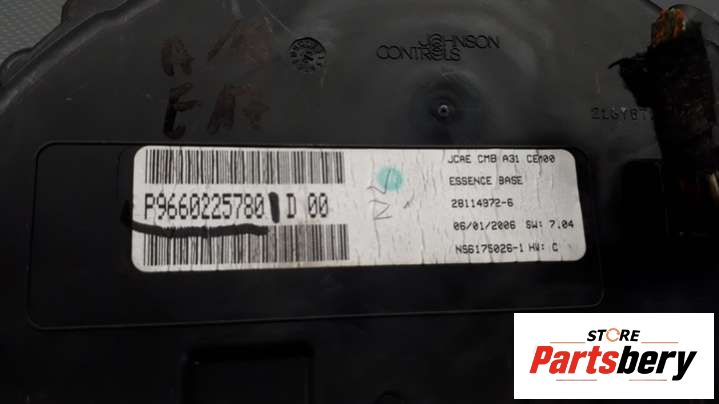 JOHNSON
CONTROLS
P9660225780 D 00
JCAE CMB A31 CEM00
ESSENCE BASE
28114972-6
06/01/2006 SW: 7.04
NS6175026-1 HW: C
STORE
Partsbery